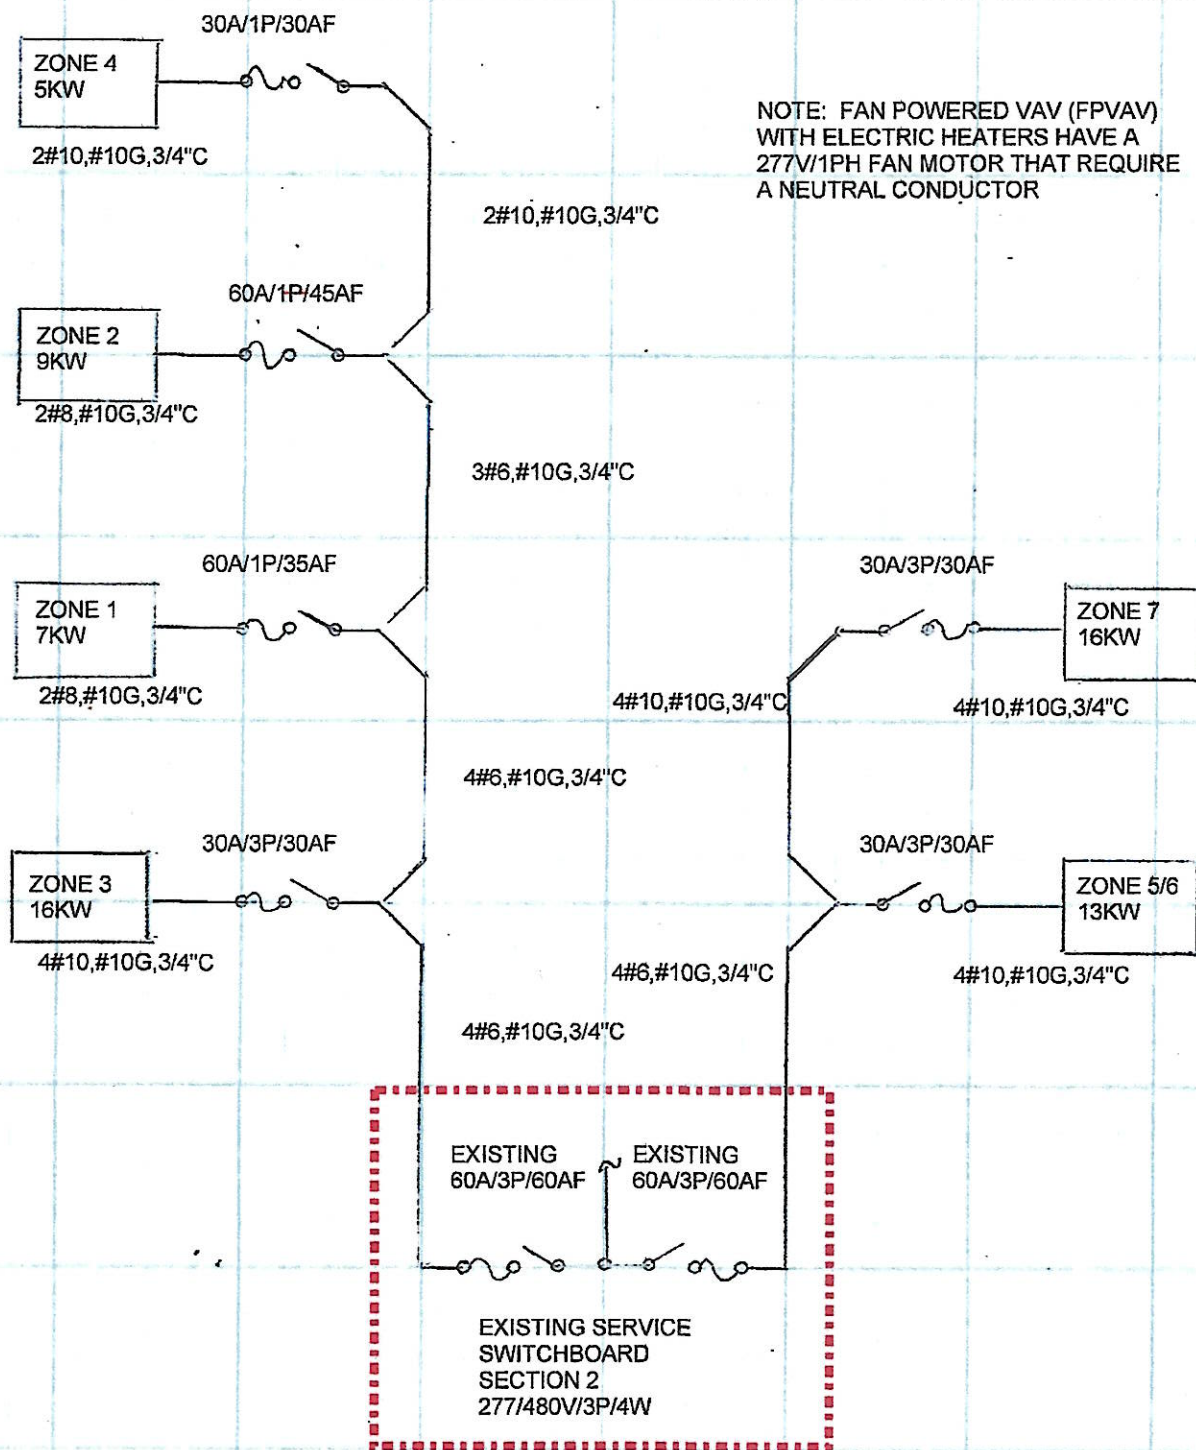 30A/1P/30AF
ZONE 4
5KW
2#10,#10G,3/4"C
NOTE: FAN POWERED VAV (FPVAV)
WITH ELECTRIC HEATERS HAVE A
277V/1PH FAN MOTOR THAT REQUIRE
A NEUTRAL CONDUCTOR
2#10,#10G,3/4"C
60A/1P/45AF
ZONE 2
9KW
2#8,#10G,3/4"C
3#6,#10G,3/4"C
60A/1P/35AF
ZONE 1
7KW
2#8,#10G,3/4"C
30A/3P/30AF
ZONE 7
16KW
4#10,#10G,3/4"C
4#10,#10G,3/4"C
4#6,#10G,3/4"C
30A/3P/30AF
ZONE 3
16KW
4#10,#10G,3/4"C
30A/3P/30AF
ZONE 5/6
13KW
4#6,#10G,3/4"C
4#10,#10G,3/4"C
4#6,#10G,3/4"C
EXISTING
60A/3P/60AF
EXISTING
60A/3P/60AF
EXISTING SERVICE
SWITCHBOARD
SECTION 2
277/480V/3P/4W